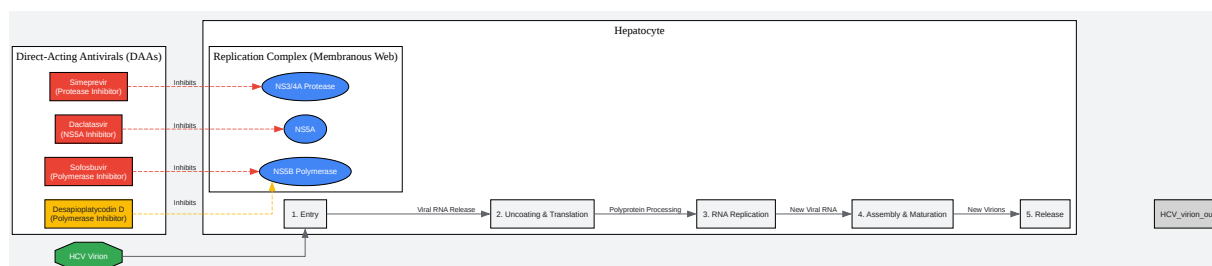 Hepatocyte
Direct-Acting Antivirals (DAAs)
Replication Complex (Membranous Web)
Simeprevir
(Protease Inhibitor)
Inhibits
NS3/4A Protease
Daclatasvir
(NS5A Inhibitor)
Inhibits
NS5A
Sofosbuvir
(Polymerase Inhibitor)
Inhibits
NS5B Polymerase
Desapioplatycodin D
(Polymerase Inhibitor)
Inhibits
1. Entry
Viral RNA Release
2. Uncoating & Translation
Polyprotein Processing
3. RNA Replication
New Viral RNA
4. Assembly & Maturation
New Virions
5. Release
HCV_virion_ou
HCV Virion